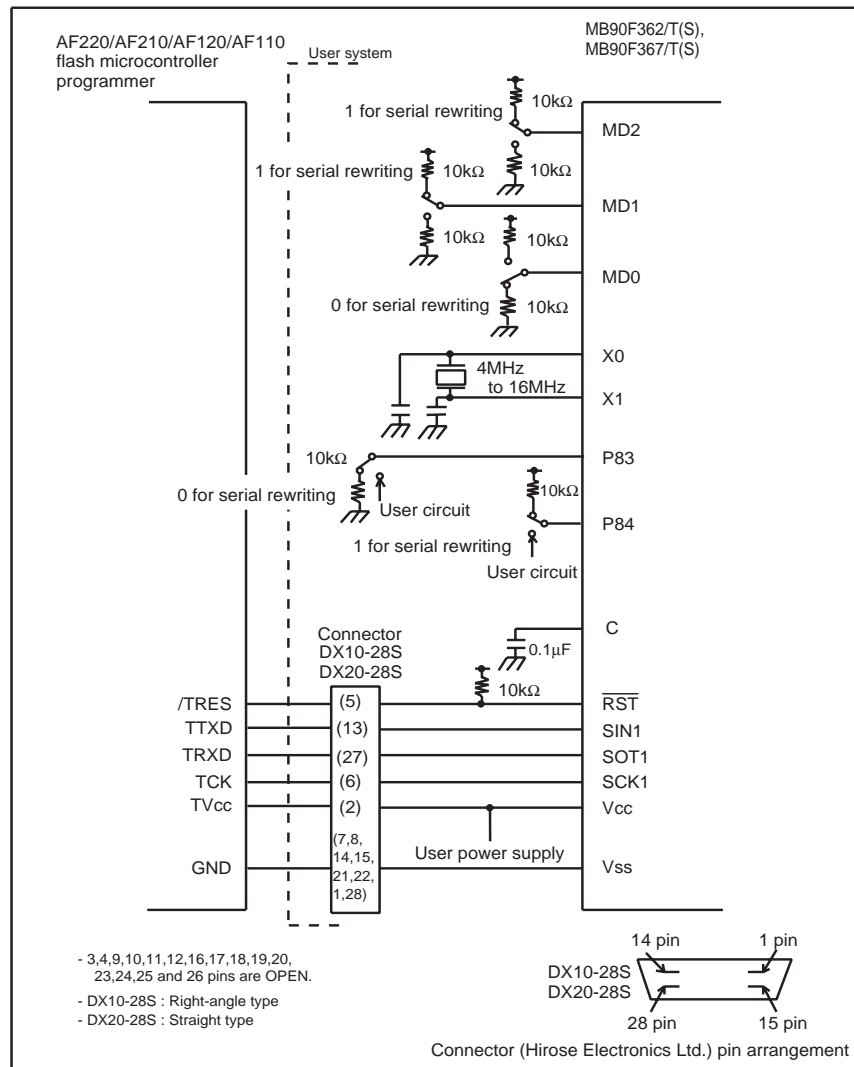 AF220/AF210/AF120/AF110
flash microcontroller
programmer
User system
MB90F362/T(S),
MB90F367/T(S)
10kΩ
1 for serial rewriting
MD2
10kΩ
1 for serial rewriting
10kΩ
MD1
10kΩ
10kΩ
MD0
0 for serial rewriting
10kΩ
X0
4MHz
to 16MHz
X1
10kΩ
P83
0 for serial rewriting
User circuit
10kΩ
P84
1 for serial rewriting
User circuit
C
0.1µF
Connector
DX10-28S
DX20-28S
10kΩ
/TRES
(5)
RST
TTXD
(13)
SIN1
TRXD
(27)
SOT1
TCK
(6)
SCK1
TVcc
(2)
Vcc
User power supply
GND
(7,8,
14,15,
21,22,
1,28)
Vss
- 3,4,9,10,11,12,16,17,18,19,20,
23,24,25 and 26 pins are OPEN.
- DX10-28S : Right-angle type
- DX20-28S : Straight type
14 pin
1 pin
DX10-28S
DX20-28S
28 pin
15 pin
Connector (Hirose Electronics Ltd.) pin arrangement